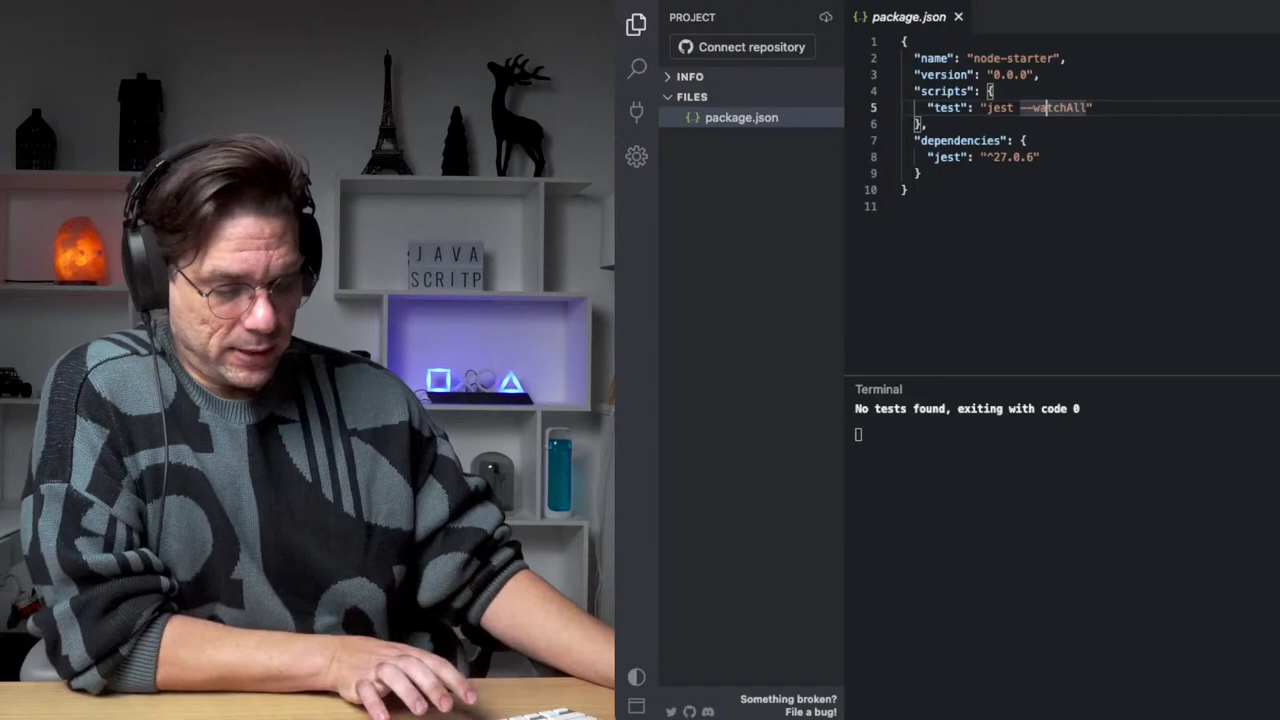 JAVA
SCRITP
PROJECT
Connect repository
INFO
FILES
{.} package.json
Something broken?
File a bug!
{.} package.json ×
1 {
2 "name": "node-starter",
3 "version": "0.0.0",
4 "scripts": {
5 "test": "jest --watchAll"
6 },
7 "dependencies": {
8 "jest": "^27.0.6"
9 }
10 }
11
Terminal
No tests found, exiting with code 0